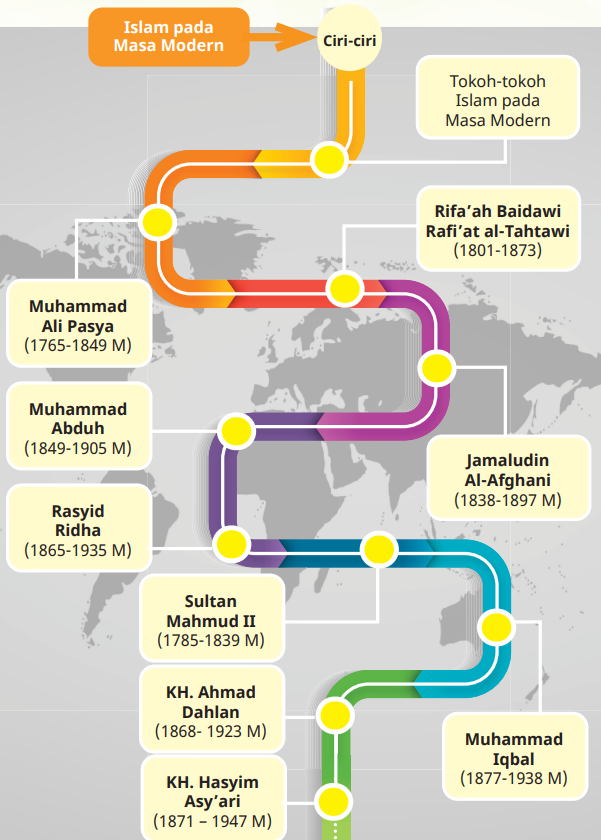 Islam pada
Masa Modern
Ciri-ciri
Tokoh-tokoh
Islam pada
Masa Modern
Rifa’ah Baidawi
Rafi’at al-Tahtawi
(1801-1873)
Muhammad
Ali Pasya
(1765-1849 M)
Muhammad
Abduh
(1849-1905 M)
Jamaludin
Al-Afghani
(1838-1897 M)
Rasyid
Ridha
(1865-1935 M)
Sultan
Mahmud II
(1785-1839 M)
KH. Ahmad
Dahlan
(1868- 1923 M)
Muhammad
Iqbal
(1877-1938 M)
KH. Hasyim
Asy’ari
(1871 – 1947 M)